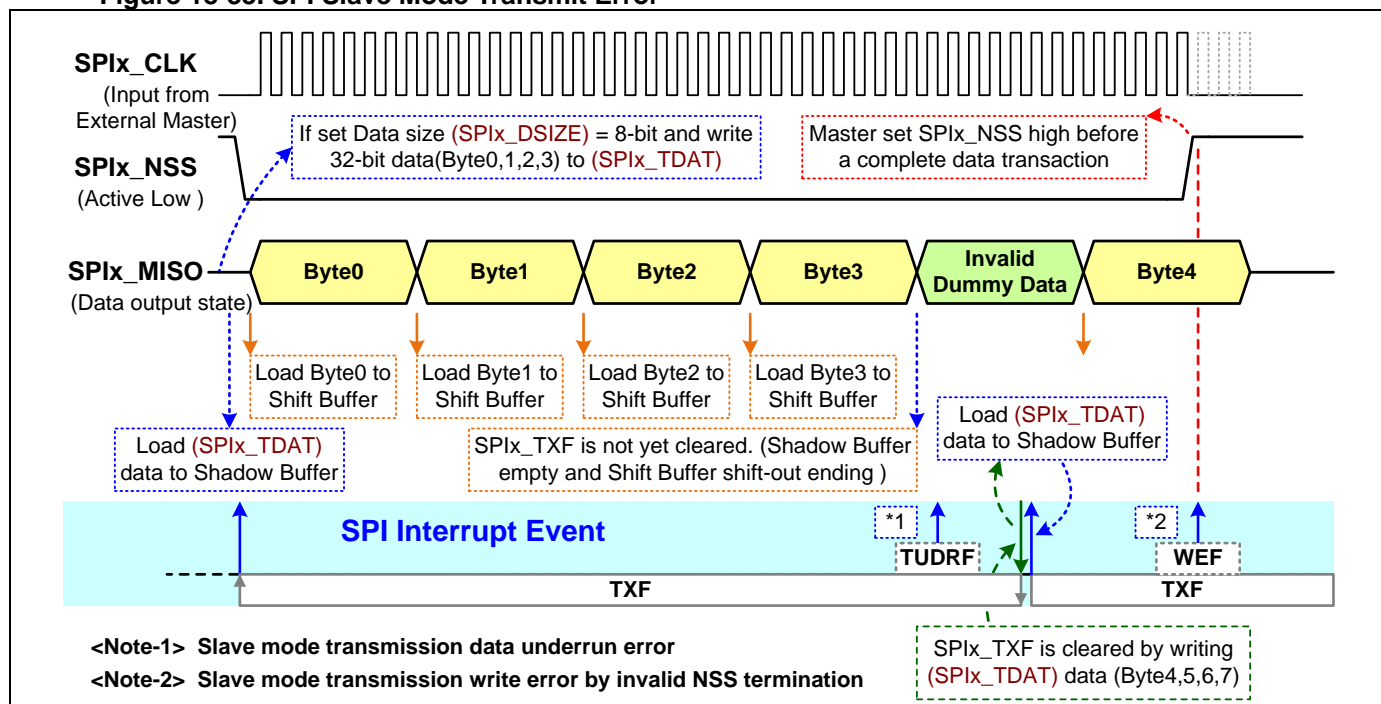 SPIx_CLK
(Input from
External Master)
If set Data size (SPIx_DSIZE) = 8-bit and write
32-bit data(Byte0,1,2,3) to (SPIx_TDAT)
Master set SPIx_NSS high before
a complete data transaction
SPIx_NSS
(Active Low )
SPIx_MISO
(Data output state)
Byte0
Byte1
Byte2
Byte3
Invalid
Dummy Data
Byte4
Load Byte0 to
Shift Buffer
Load Byte1 to
Shift Buffer
Load Byte2 to
Shift Buffer
Load Byte3 to
Shift Buffer
Load (SPIx_TDAT)
data to Shadow Buffer
SPIx_TXF is not yet cleared. (Shadow Buffer
empty and Shift Buffer shift-out ending )
Load (SPIx_TDAT)
data to Shadow Buffer
SPI Interrupt Event
*1
TUDRF
*2
WEF
TXF
TXF
<Note-1> Slave mode transmission data underrun error
<Note-2> Slave mode transmission write error by invalid NSS termination
SPIx_TXF is cleared by writing
(SPIx_TDAT) data (Byte4,5,6,7)